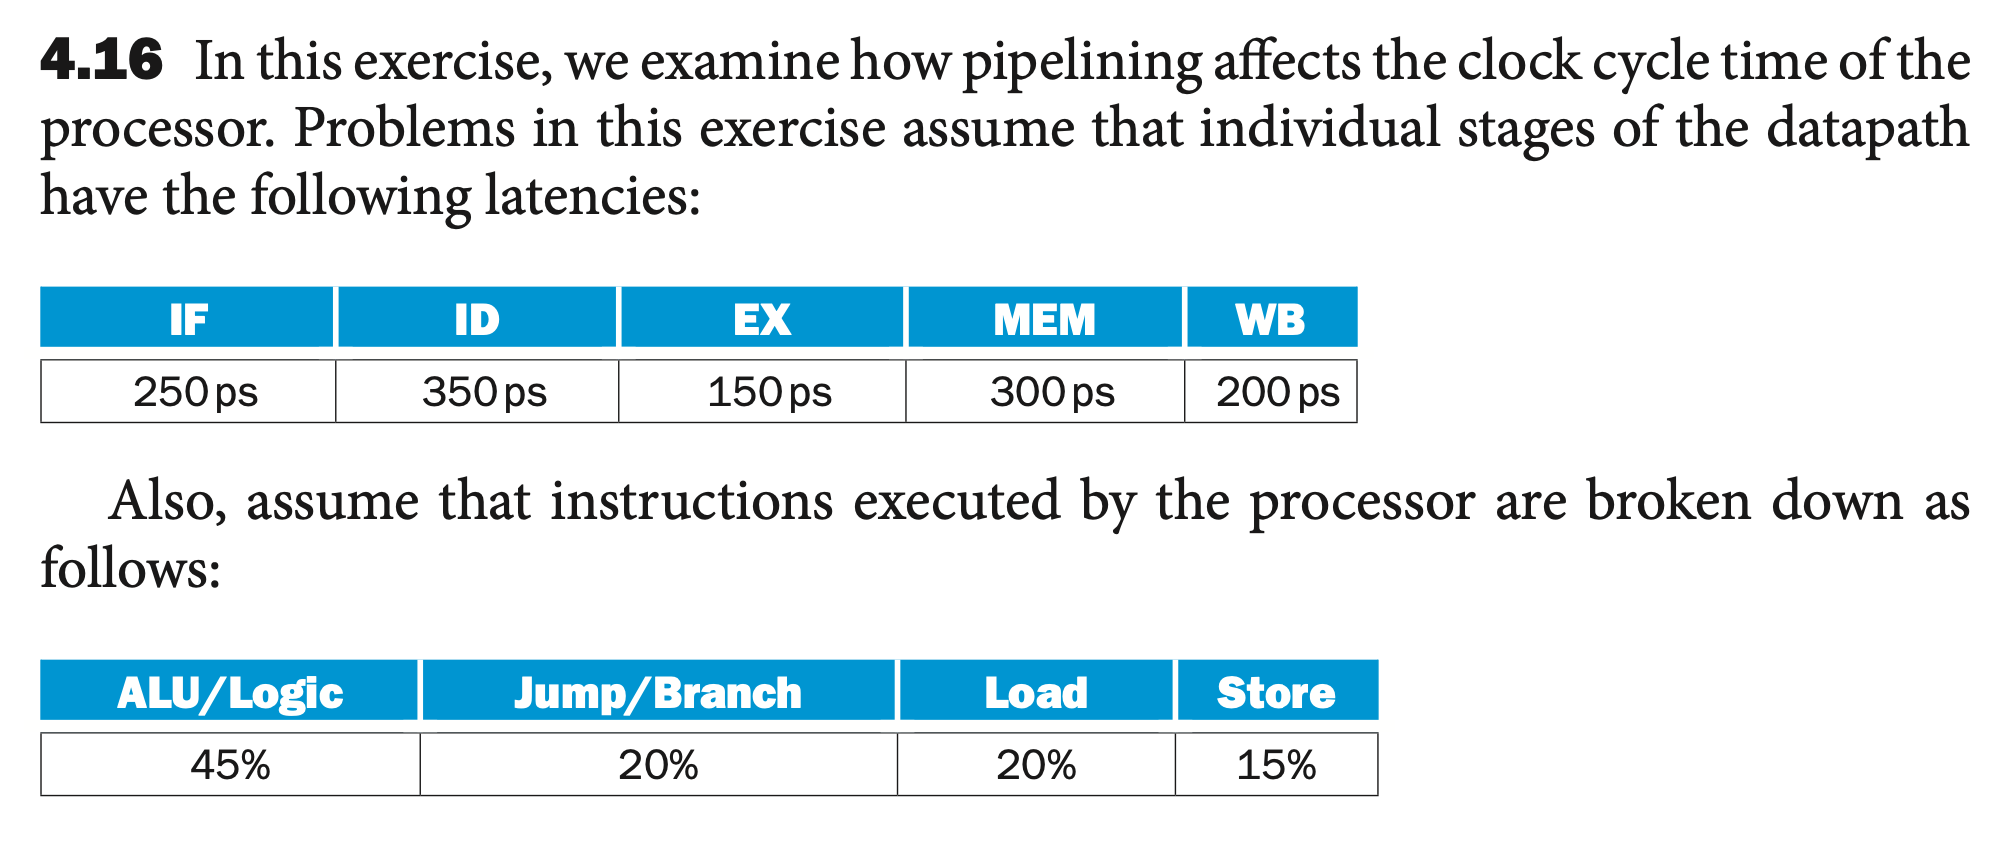 4.16 In this exercise, we examine how pipelining affects the clock cycle time of the
processor. Problems in this exercise assume that individual stages of the datapath
have the following latencies:
IF ID EX MEM WB
250 ps 350 ps 150 ps 300 ps 200 ps
Also, assume that instructions executed by the processor are broken down as
follows:
ALU/Logic Jump/Branch Load Store
45% 20% 20% 15%